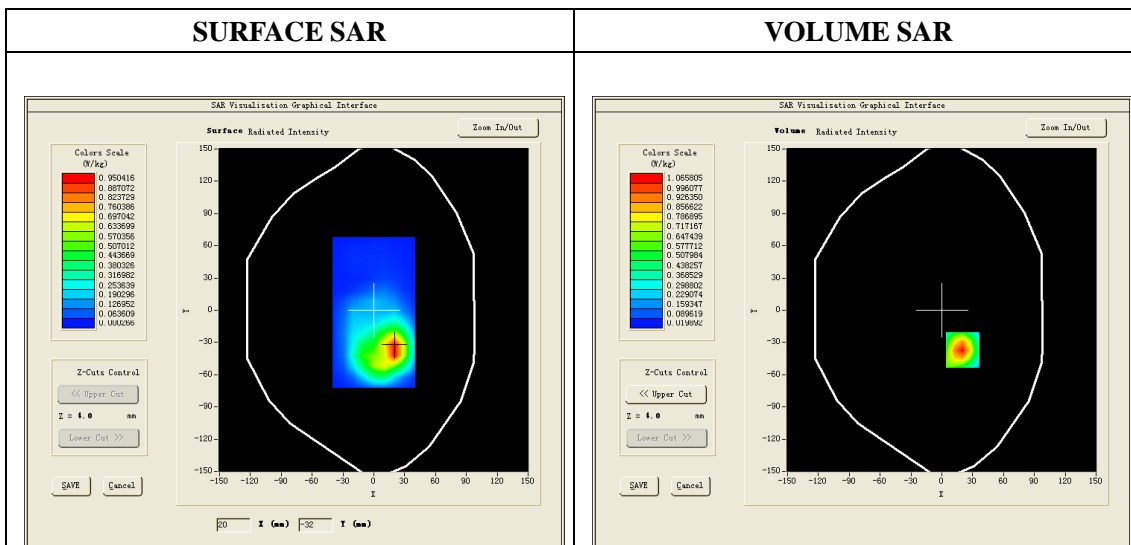 SURFACE SAR
VOLUME SAR
SAR Visualisation Graphical Interface
Surface Radiated Intensity
Zoom In/Out
Colors Scale
(W/kg)
0.950416
0.887072
0.823729
0.760386
0.697042
0.633699
0.570356
0.507012
0.443669
0.380326
0.316982
0.253639
0.190296
0.126952
0.063609
0.000266
Z-Cuts Control
<< Upper Cut
Z = 4.0 mm
Lower Cut >>
SAVE Cancel
150
120
90
60
30
0
-30
-60
-90
-120
-150
Y
-150 -120 -90 -60 -30 0 30 60 90 120 150
X
20 X (mm) -32 Y (mm)
SAR Visualisation Graphical Interface
Volume Radiated Intensity
Zoom In/Out
Colors Scale
(W/kg)
1.065805
0.996077
0.926350
0.856622
0.786895
0.717167
0.647439
0.577712
0.507984
0.438257
0.368529
0.298802
0.229074
0.159347
0.089619
0.019892
Z-Cuts Control
<< Upper Cut
Z = 4.0 mm
Lower Cut >>
SAVE Cancel
150
120
90
60
30
0
-30
-60
-90
-120
-150
Y
-150 -120 -90 -60 -30 0 30 60 90 120 150
X